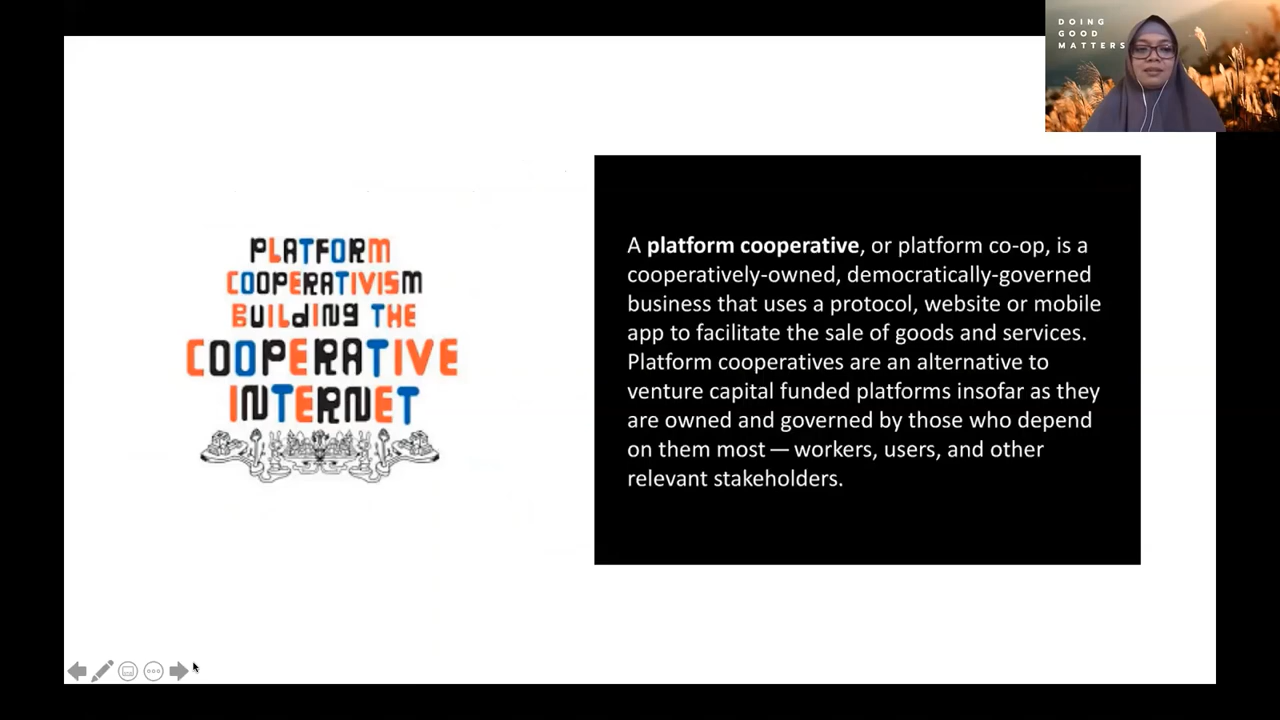 DOING
GOOD
MATTERS
PLATFORM
COOPERATIVISM
BUILdING THE
COOPERATIVE
INTERNET
A platform cooperative, or platform co-op, is a
cooperatively-owned, democratically-governed
business that uses a protocol, website or mobile
app to facilitate the sale of goods and services.
Platform cooperatives are an alternative to
venture capital funded platforms insofar as they
are owned and governed by those who depend
on them most — workers, users, and other
relevant stakeholders.